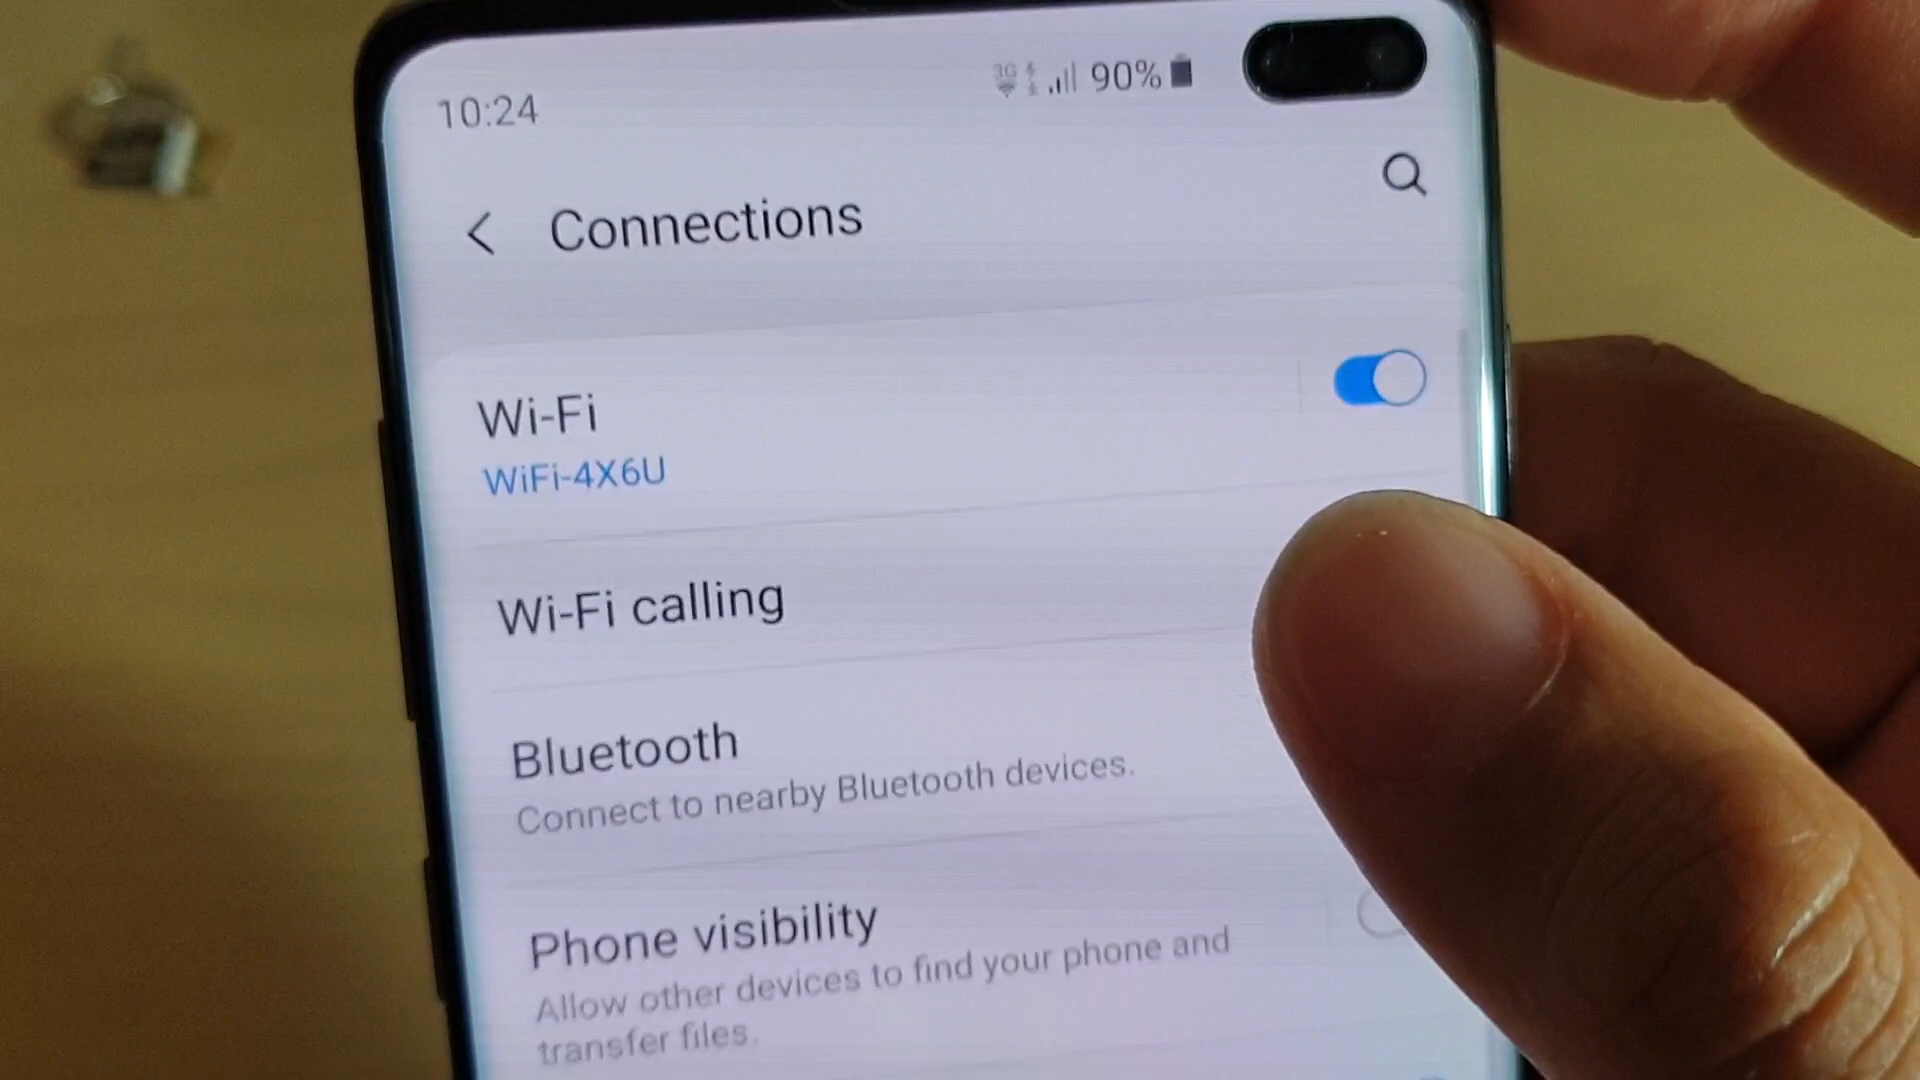 10:24
3G 90%
Connections
Wi-Fi
WiFi-4X6U
Wi-Fi calling
Bluetooth
Connect to nearby Bluetooth devices.
Phone visibility
Allow other devices to find your phone and
transfer files.